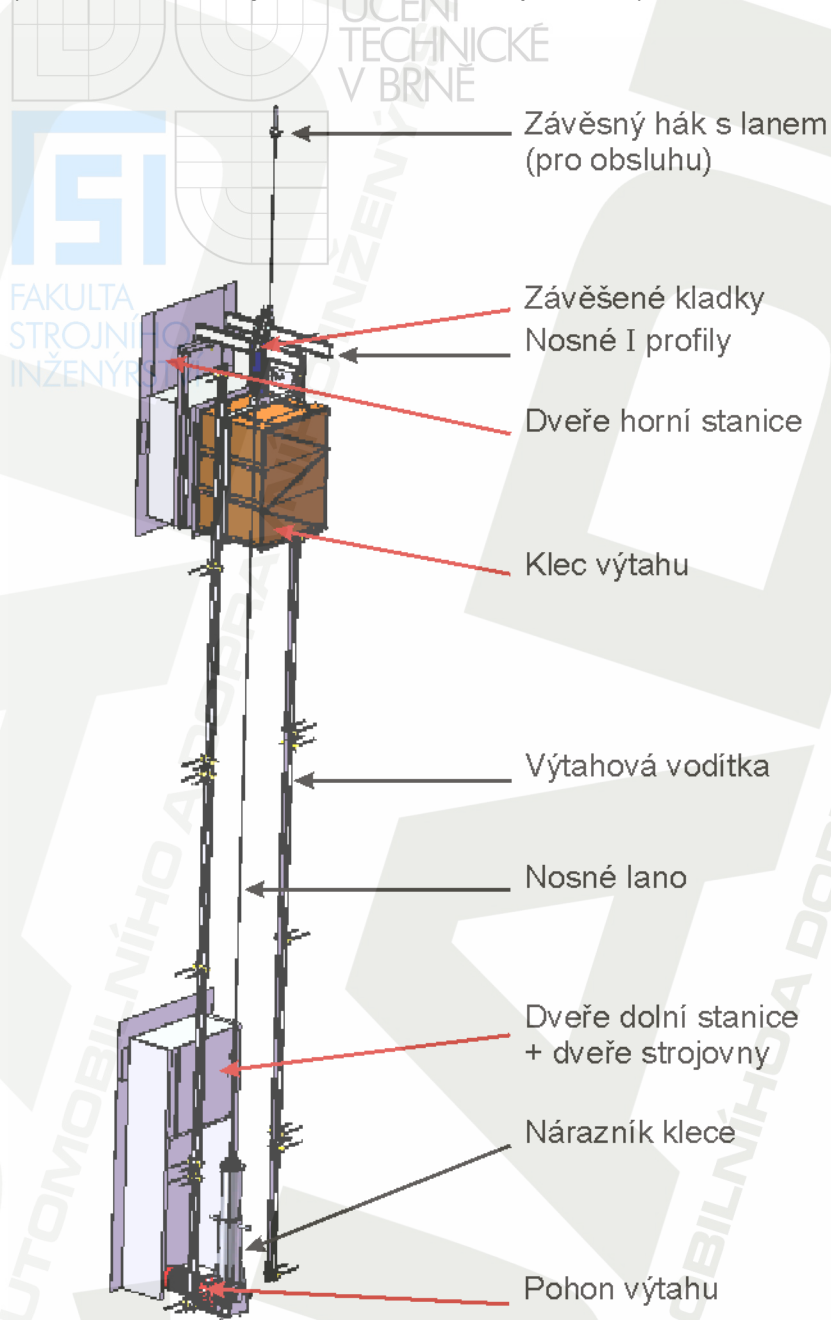 UČENÍ
TECHNICKÉ
V BRNĚ
Závěsný hák s lanem
(pro obsluhu)
FAKULTA
STROJNÍHO
INŽENÝRSTVÍ
Závěšené kladky
Nosné I profily
Dveře horní stanice
Klec výtahu
Výtahová vodítka
Nosné lano
Dveře dolní stanice
+ dveře strojovny
Nárazník klece
Pohon výtahu